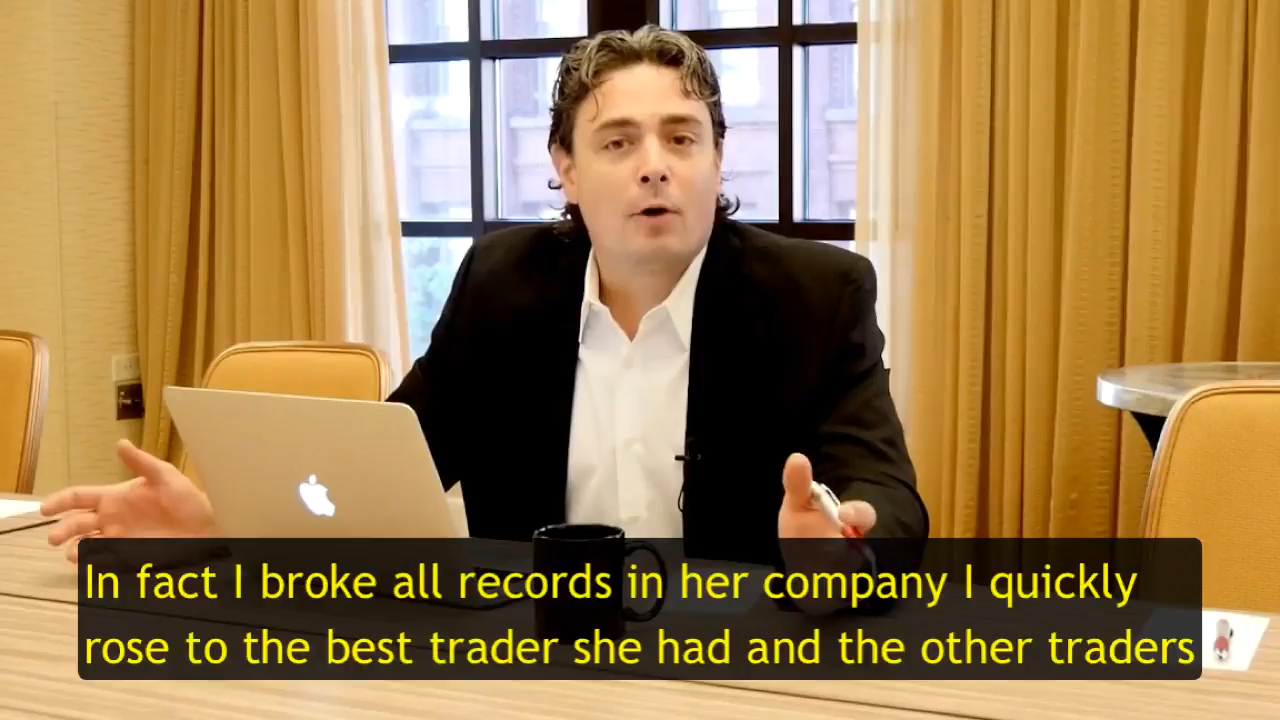 In fact I broke all records in her company I quickly
rose to the best trader she had and the other traders